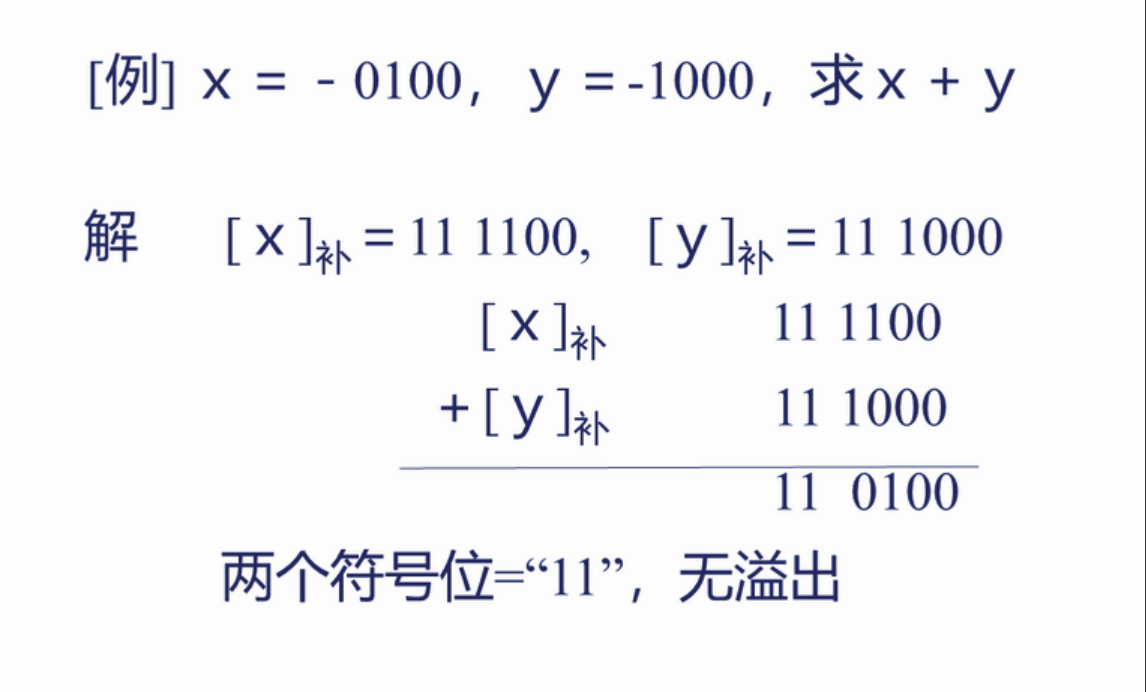 [例] x = - 0100, y = -1000, 求 x + y
解 [ x ]补 = 11 1100, [ y ]补 = 11 1000
[ x ]补 11 1100
+ [ y ]补 11 1000
11 0100
两个符号位=“11”, 无溢出